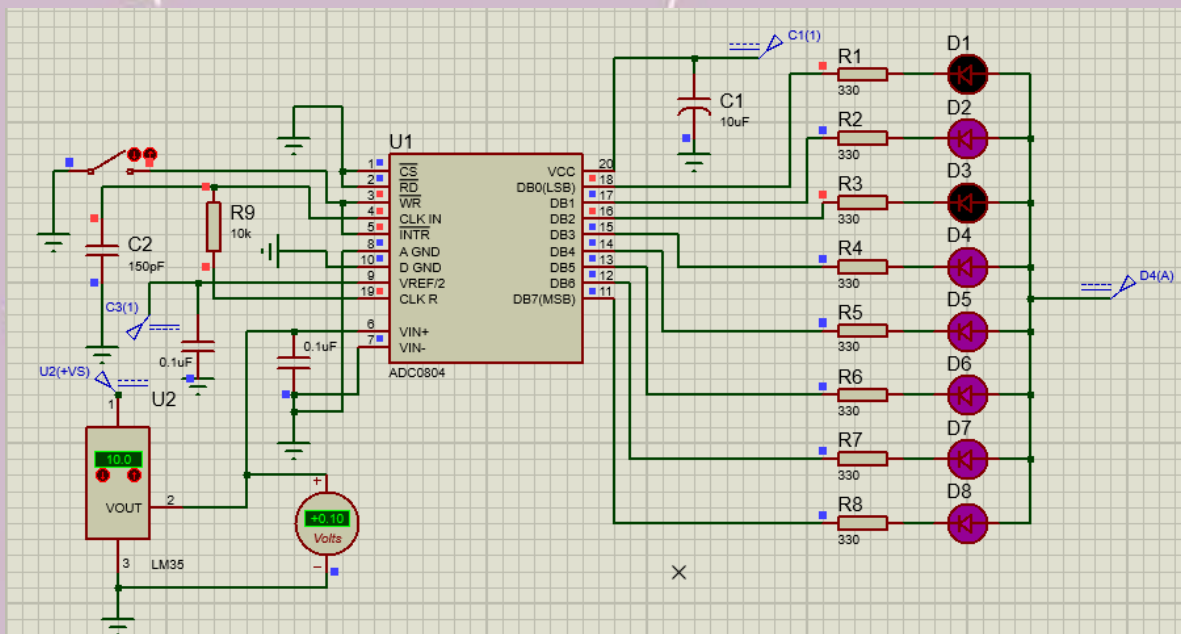 C1(1)
C1
10uF
U1
1 CS
2 RD
3 WR
4 CLK IN
5 INTR
8 A GND
10 D GND
9 VREF/2
19 CLK R
6 VIN+
7 VIN-
VCC 20
DB0(LSB) 18
DB1 17
DB2 16
DB3 15
DB4 14
DB5 13
DB6 12
DB7(MSB) 11
ADC0804
R9
10k
C2
150pF
C3(1)
0.1uF
0.1uF
U2(+VS)
1
U2
10.0
VOUT 2
3
LM35
+
+0.10
Volts
−
R1
330
D1
R2
330
D2
R3
330
D3
R4
330
D4
D4(A)
R5
330
D5
R6
330
D6
R7
330
D7
R8
330
D8